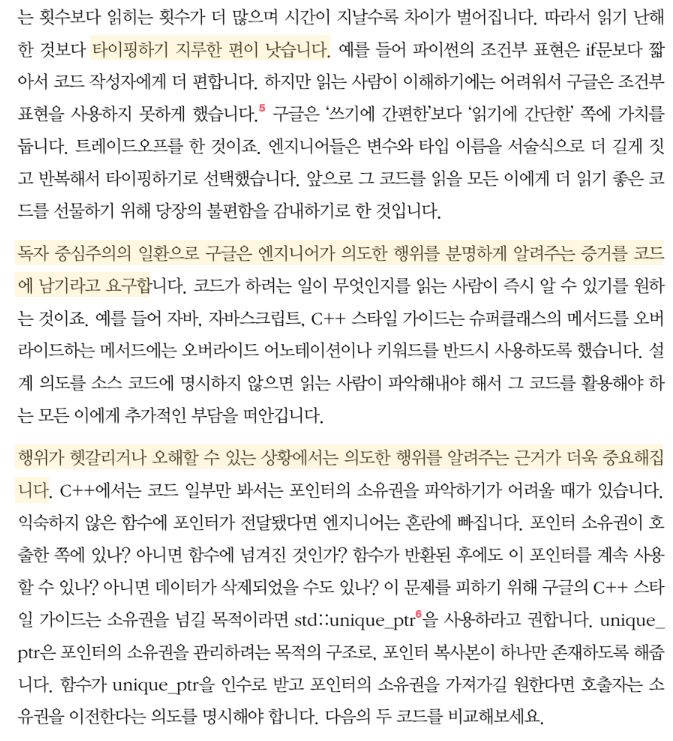 는 횟수보다 읽히는 횟수가 더 많으며 시간이 지날수록 차이가 벌어집니다. 따라서 읽기 난해
한 것보다 타이핑하기 지루한 편이 낫습니다. 예를 들어 파이썬의 조건부 표현은 if문보다 짧
아서 코드 작성자에게 더 편합니다. 하지만 읽는 사람이 이해하기에는 어려워서 구글은 조건부
표현을 사용하지 못하게 했습니다.5 구글은 ‘쓰기에 간편한’보다 ‘읽기에 간단한’ 쪽에 가치를
둡니다. 트레이드오프를 한 것이죠. 엔지니어들은 변수와 타입 이름을 서술식으로 더 길게 짓
고 반복해서 타이핑하기로 선택했습니다. 앞으로 그 코드를 읽을 모든 이에게 더 읽기 좋은 코
드를 선물하기 위해 당장의 불편함을 감내하기로 한 것입니다.
독자 중심주의의 일환으로 구글은 엔지니어가 의도한 행위를 분명하게 알려주는 증거를 코드
에 남기라고 요구합니다. 코드가 하려는 일이 무엇인지를 읽는 사람이 즉시 알 수 있기를 원하
는 것이죠. 예를 들어 자바, 자바스크립트, C++ 스타일 가이드는 슈퍼클래스의 메서드를 오버
라이드하는 메서드에는 오버라이드 어노테이션이나 키워드를 반드시 사용하도록 했습니다. 설
계 의도를 소스 코드에 명시하지 않으면 읽는 사람이 파악해내야 해서 그 코드를 활용해야 하
는 모든 이에게 추가적인 부담을 떠안깁니다.
행위가 헷갈리거나 오해할 수 있는 상황에서는 의도한 행위를 알려주는 근거가 더욱 중요해집
니다. C++에서는 코드 일부만 봐서는 포인터의 소유권을 파악하기가 어려울 때가 있습니다.
익숙하지 않은 함수에 포인터가 전달됐다면 엔지니어는 혼란에 빠집니다. 포인터 소유권이 호
출한 쪽에 있나? 아니면 함수에 넘겨진 것인가? 함수가 반환된 후에도 이 포인터를 계속 사용
할 수 있나? 아니면 데이터가 삭제되었을 수도 있나? 이 문제를 피하기 위해 구글의 C++ 스타
일 가이드는 소유권을 넘길 목적이라면 std::unique_ptr6을 사용하라고 권합니다. unique_
ptr은 포인터의 소유권을 관리하려는 목적의 구조로, 포인터 복사본이 하나만 존재하도록 해줍
니다. 함수가 unique_ptr을 인수로 받고 포인터의 소유권을 가져가길 원한다면 호출자는 소
유권을 이전한다는 의도를 명시해야 합니다. 다음의 두 코드를 비교해보세요.